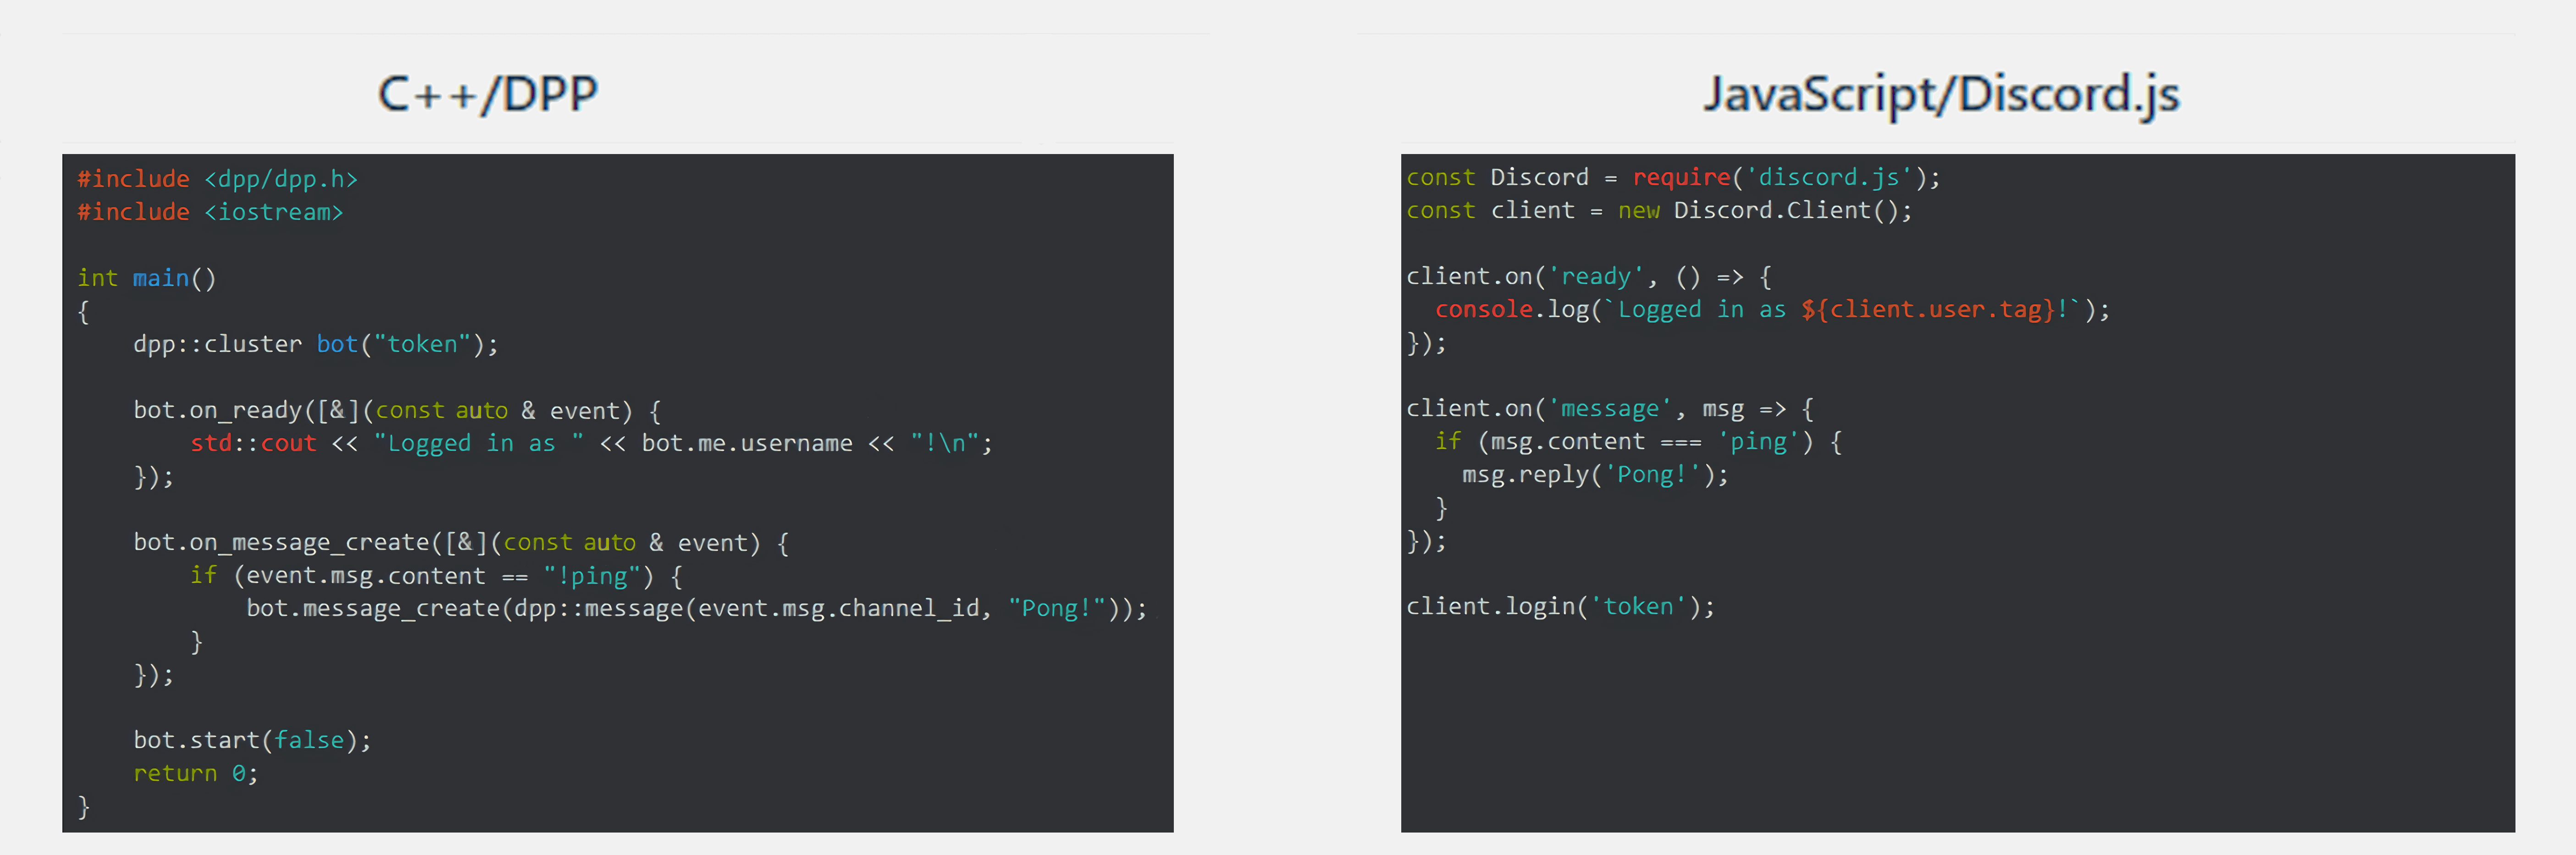 C++/DPP
#include <dpp/dpp.h>
#include <iostream>
int main()
{
dpp::cluster bot("token");
bot.on_ready([&](const auto & event) {
std::cout << "Logged in as " << bot.me.username << "!\n";
});
bot.on_message_create([&](const auto & event) {
if (event.msg.content == "!ping") {
bot.message_create(dpp::message(event.msg.channel_id, "Pong!"));
}
});
bot.start(false);
return 0;
}
JavaScript/Discord.js
const Discord = require('discord.js');
const client = new Discord.Client();
client.on('ready', () => {
console.log(`Logged in as ${client.user.tag}!`);
});
client.on('message', msg => {
if (msg.content === 'ping') {
msg.reply('Pong!');
}
});
client.login('token');